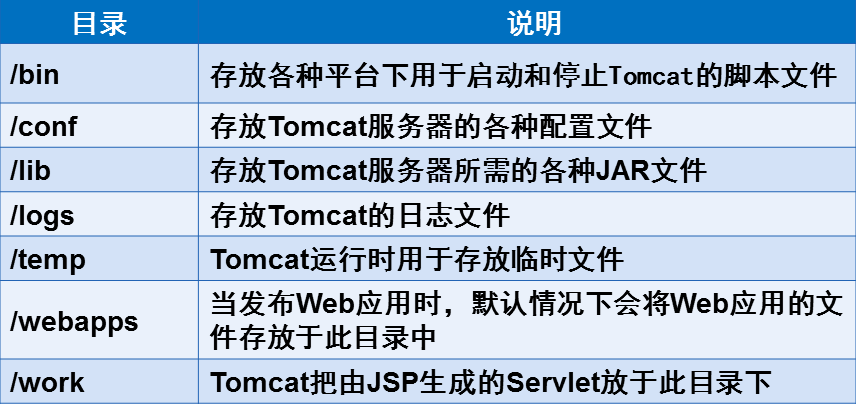 目录 说明
/bin 存放各种平台下用于启动和停止Tomcat的脚本文件
/conf 存放Tomcat服务器的各种配置文件
/lib 存放Tomcat服务器所需的各种JAR文件
/logs 存放Tomcat的日志文件
/temp Tomcat运行时用于存放临时文件
/webapps 当发布Web应用时，默认情况下会将Web应用的文
件存放于此目录中
/work Tomcat把由JSP生成的Servlet放于此目录下